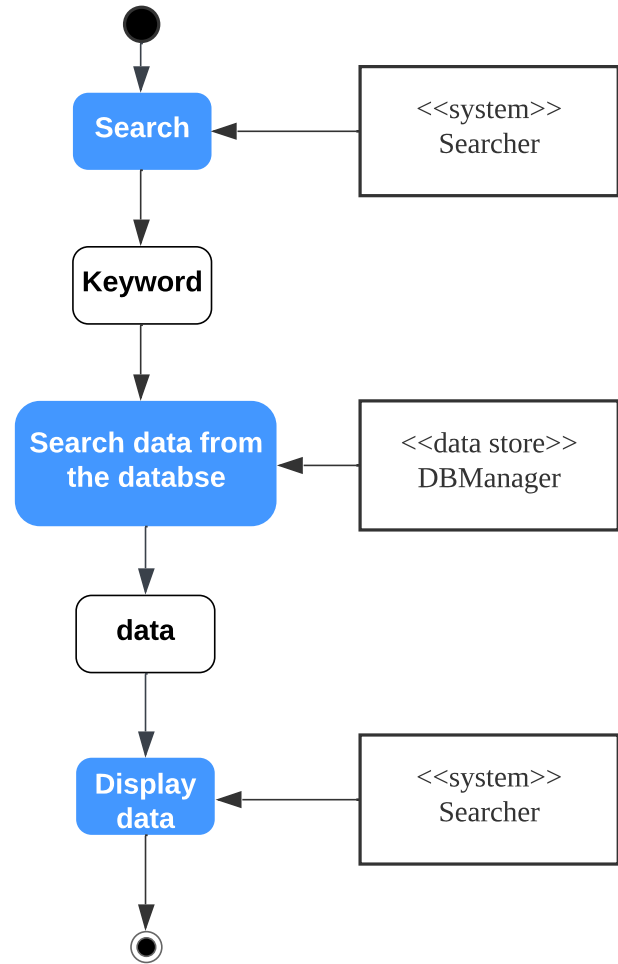 Search
<<system>>
Searcher
Keyword
Search data from
the databse
<<data store>>
DBManager
data
Display
data
<<system>>
Searcher